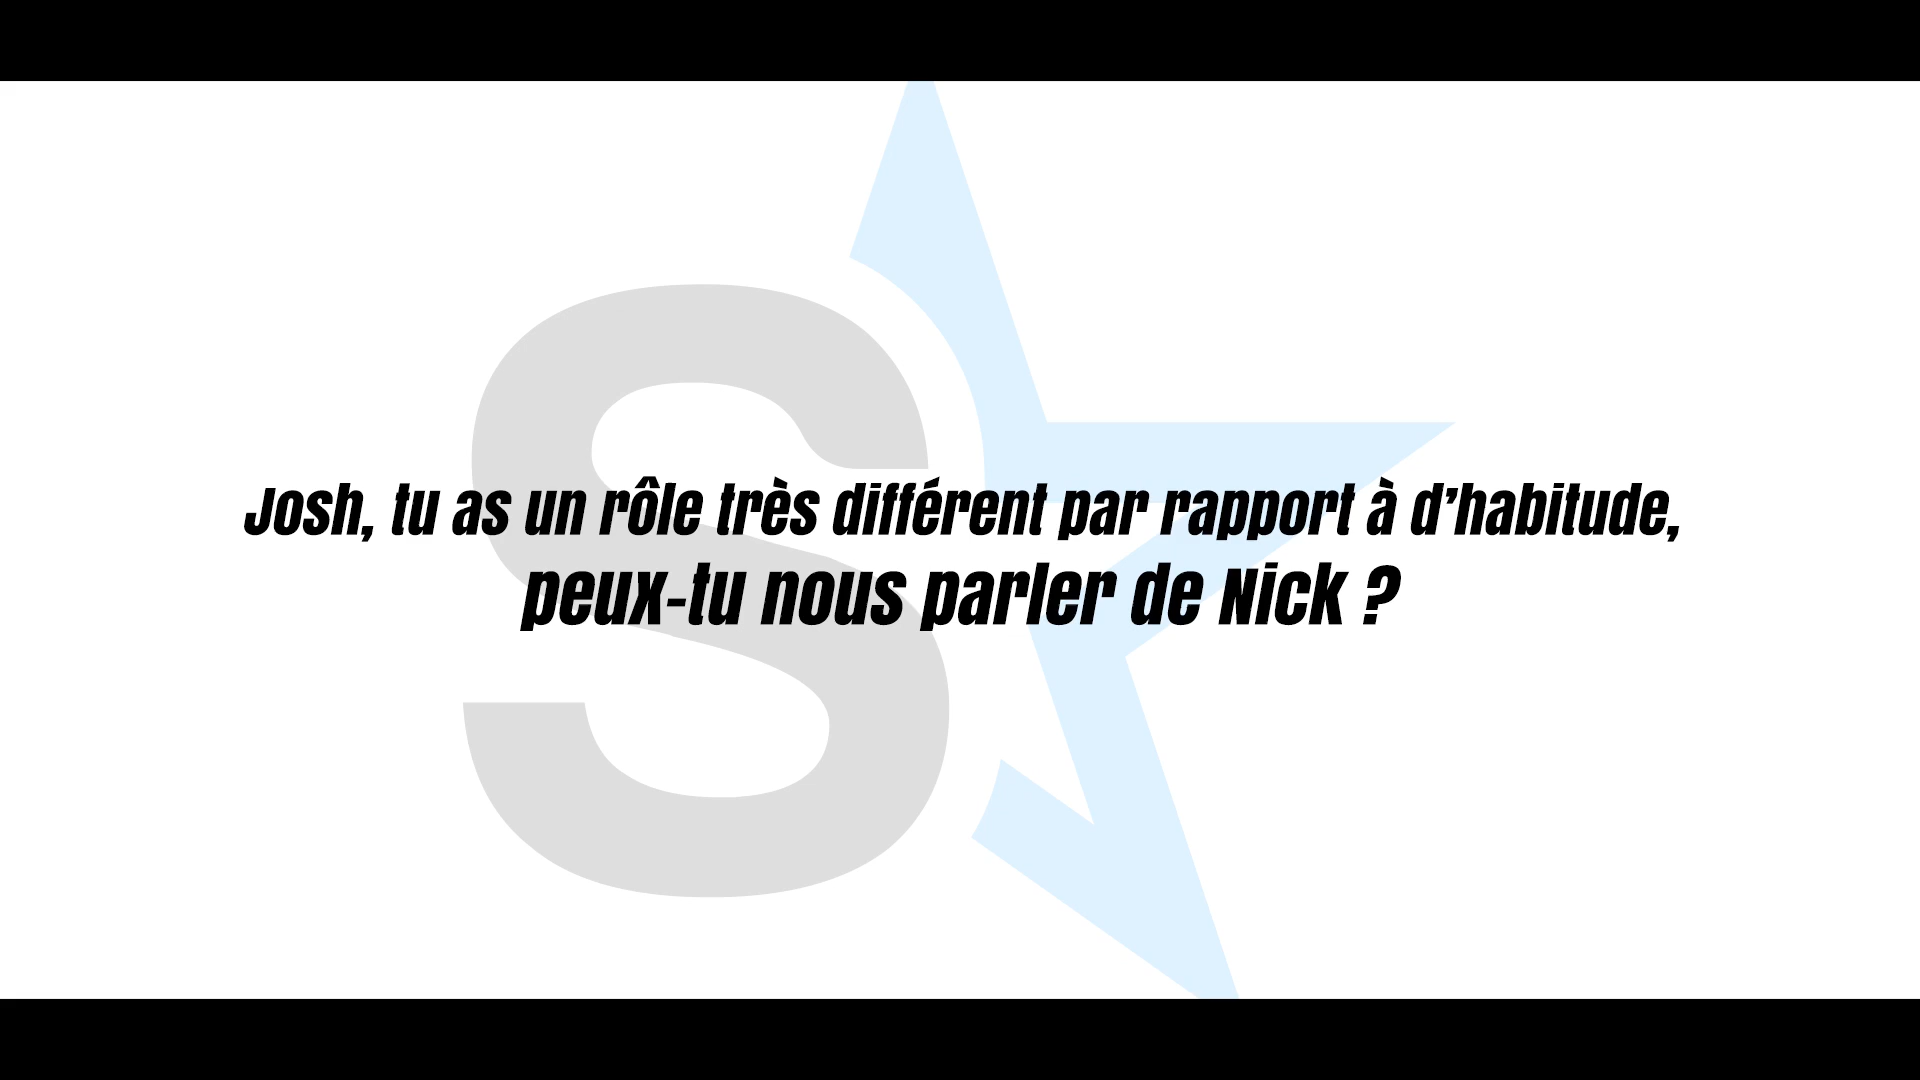 Josh, tu as un rôle très différent par rapport à d’habitude,
peux-tu nous parler de Nick ?
S